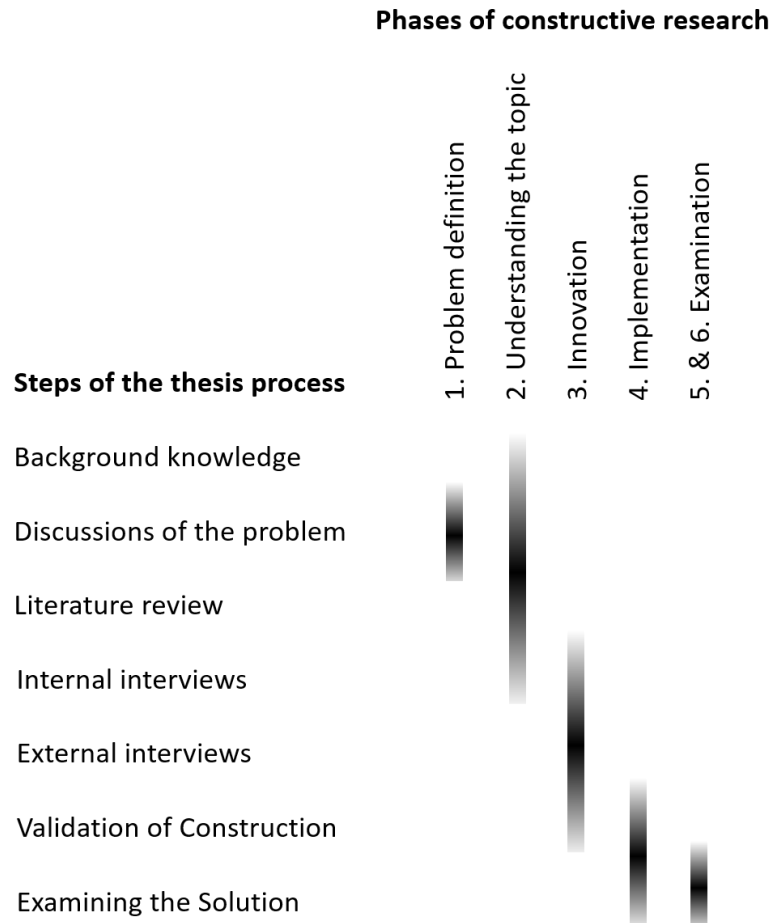 Phases of constructive research
1. Problem definition
2. Understanding the topic
3. Innovation
4. Implementation
5. & 6. Examination
Steps of the thesis process
Background knowledge
Discussions of the problem
Literature review
Internal interviews
External interviews
Validation of Construction
Examining the Solution